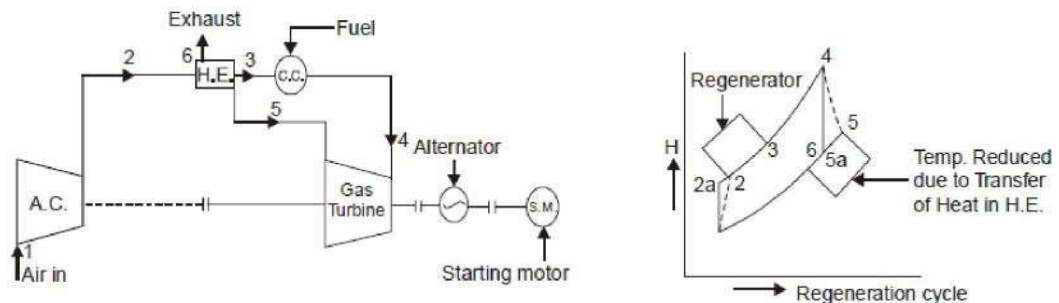 Exhaust
Fuel
2
6
3
H.E.
C.C.
5
4
Alternator
A.C.
Gas
Turbine
S.M.
1
Air in
Starting motor
4
Regenerator
5
H
3
6
5a
2a
2
Temp. Reduced
due to Transfer
of Heat in H.E.
Regeneration cycle